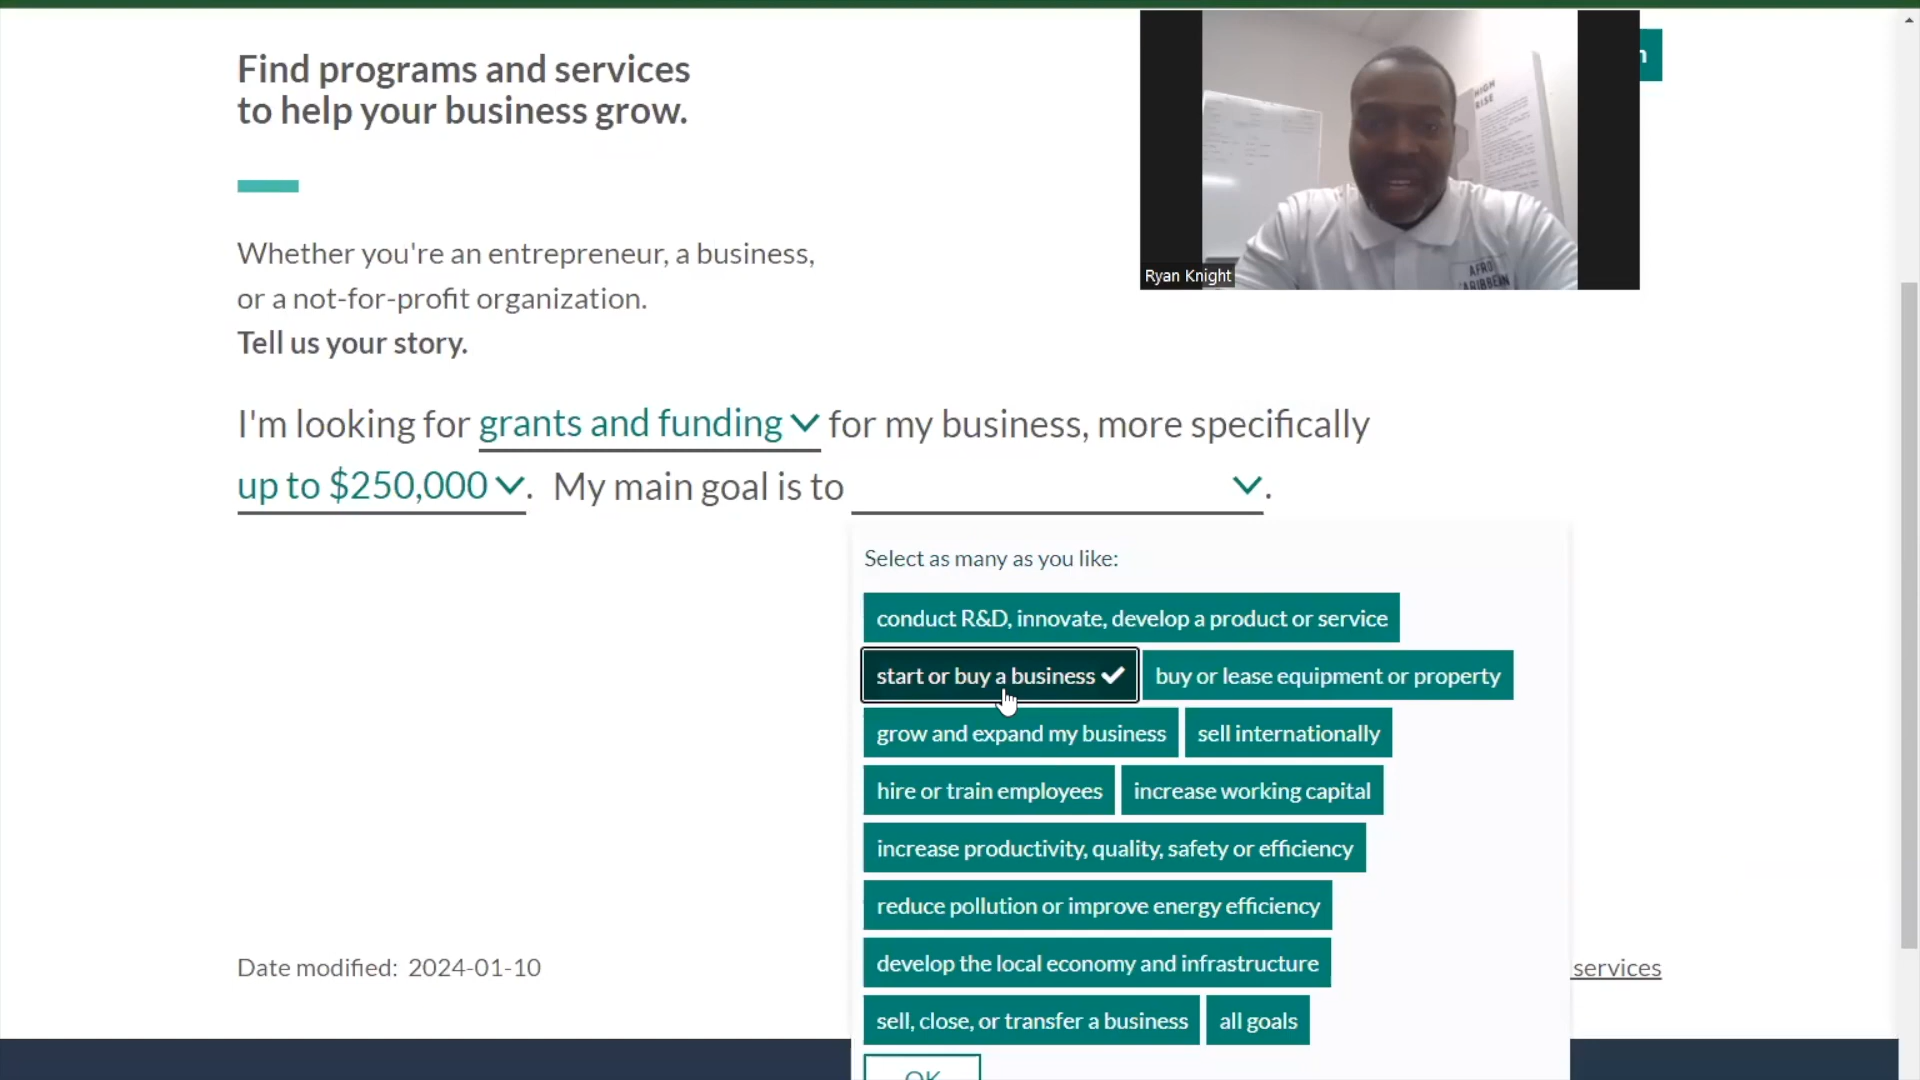 Find programs and services
to help your business grow.
Whether you're an entrepreneur, a business,
or a not-for-profit organization.
Tell us your story.
I'm looking for grants and funding for my business, more specifically
up to $250,000. My main goal is to .
Select as many as you like:
conduct R&D, innovate, develop a product or service
start or buy a business buy or lease equipment or property
grow and expand my business sell internationally
hire or train employees increase working capital
increase productivity, quality, safety or efficiency
reduce pollution or improve energy efficiency
develop the local economy and infrastructure
sell, close, or transfer a business all goals
OK
Date modified: 2024-01-10
services
Ryan Knight
HIGH
RISE
AFRO
CARIBBEAN